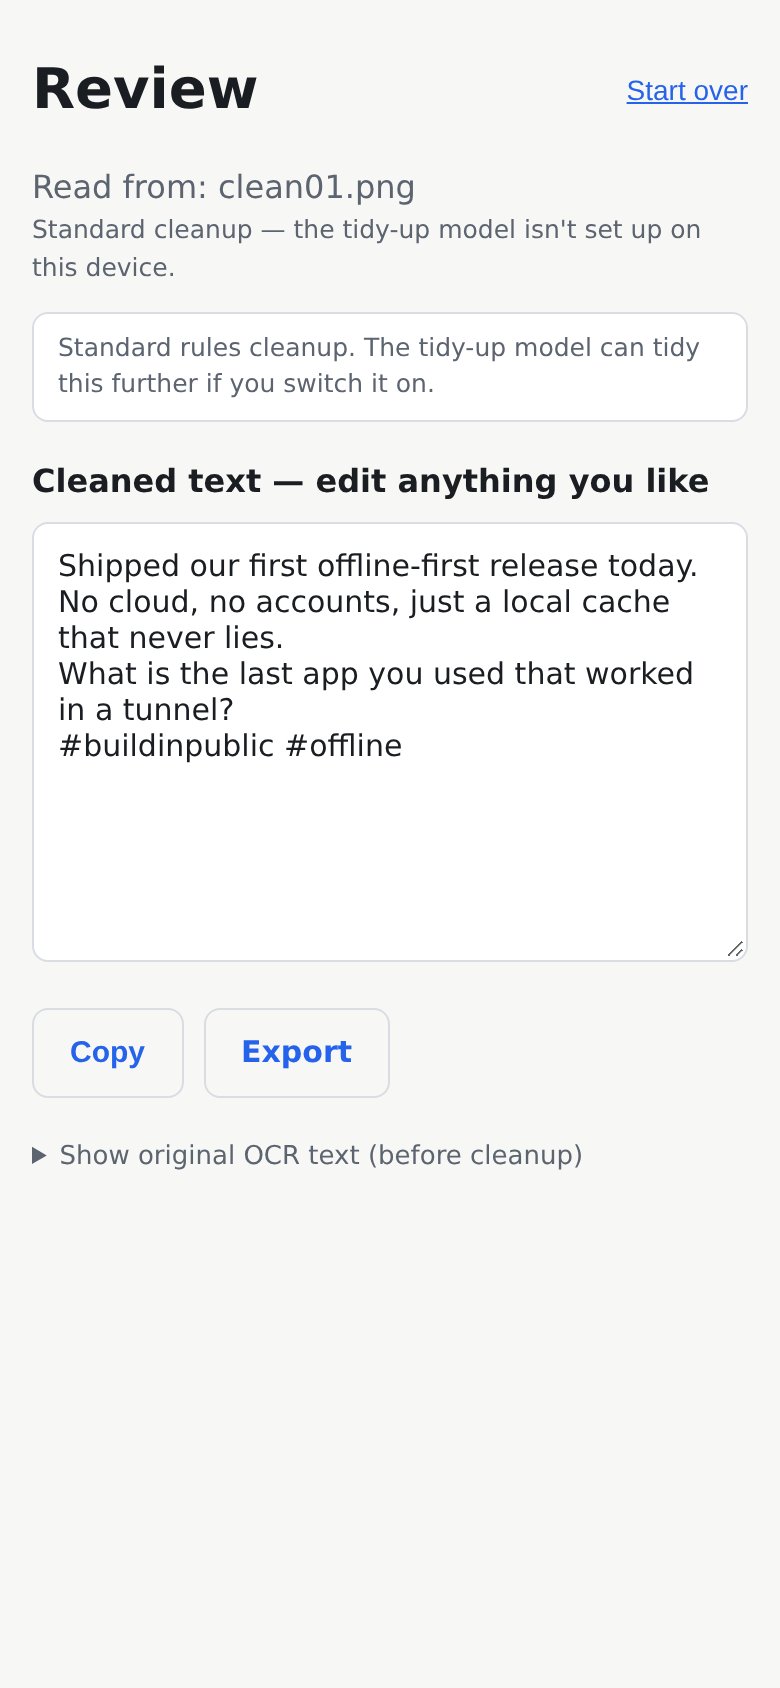 Review
Start over
Read from: clean01.png
Standard cleanup — the tidy-up model isn't set up on
this device.
Standard rules cleanup. The tidy-up model can tidy
this further if you switch it on.
Cleaned text — edit anything you like
Shipped our first offline-first release today.
No cloud, no accounts, just a local cache
that never lies.
What is the last app you used that worked
in a tunnel?
#buildinpublic #offline
Copy
Export
Show original OCR text (before cleanup)